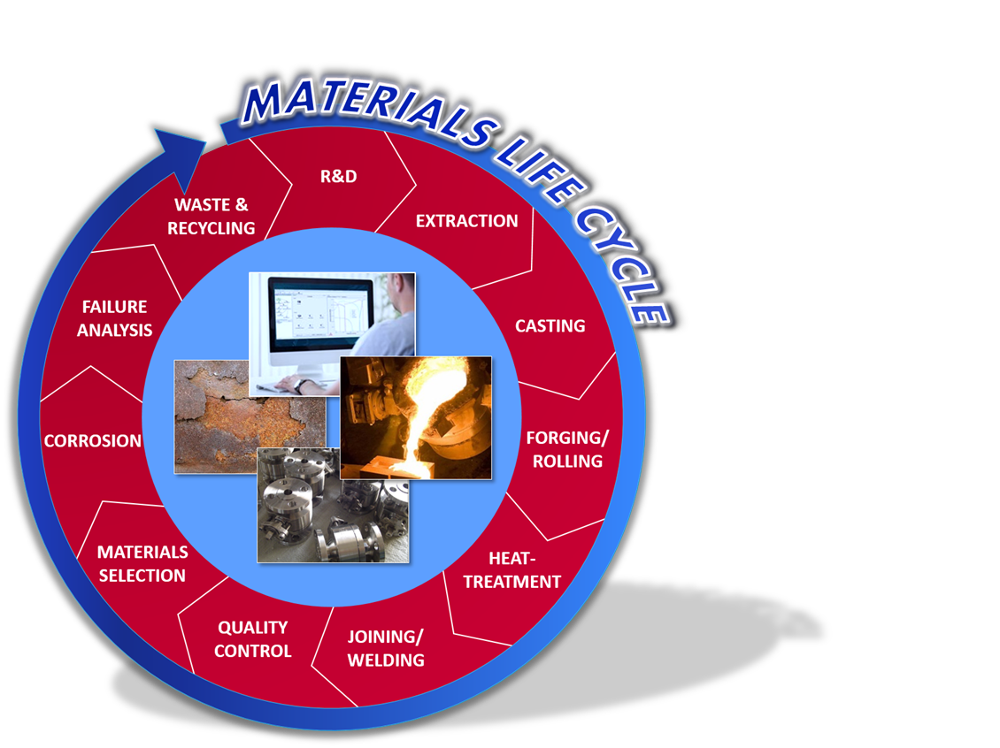 MATERIALS LIFE CYCLE
R&D
EXTRACTION
CASTING
FORGING/
ROLLING
HEAT-
TREATMENT
JOINING/
WELDING
QUALITY
CONTROL
MATERIALS
SELECTION
CORROSION
FAILURE
ANALYSIS
WASTE &
RECYCLING